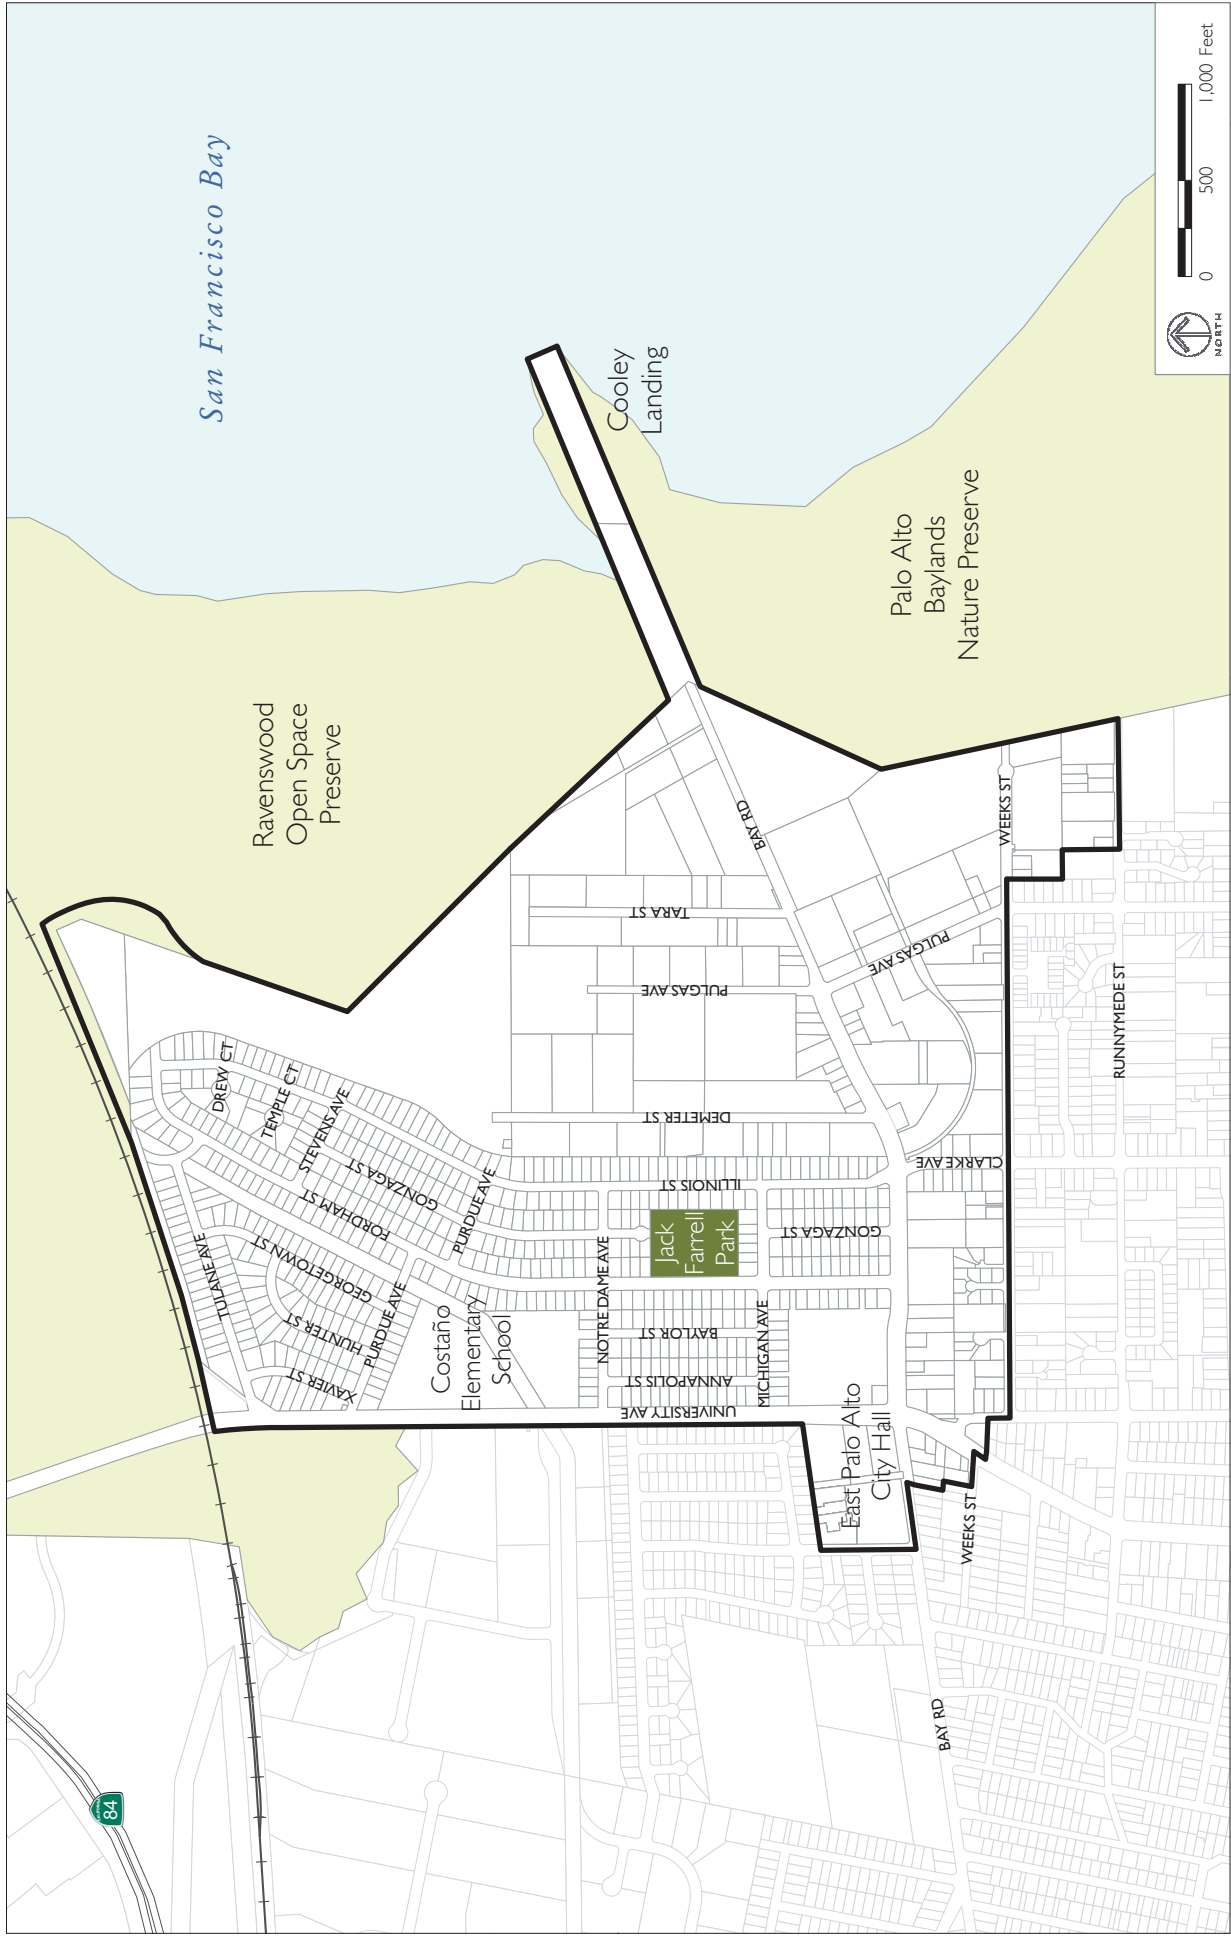 San Francisco Bay
Ravenswood
Open Space
Preserve
Cooley
Landing
Palo Alto
Baylands
Nature Preserve
84
DREW CT
TEMPLE CT
STEVENS AVE
GONZAGA ST
FORDHAM ST
PURDUE AVE
TULANE AVE
GEORGETOWN ST
HUNTER ST
PURDUE AVE
XAVIER ST
Costaño
Elementary
School
NOTRE DAME AVE
Jack
Farrell
Park
ILLINOIS ST
DEMETER ST
PULGAS AVE
TARA ST
BAY RD
BAYLOR ST
ANNAPOLIS ST
UNIVERSITY AVE
MICHIGAN AVE
GONZAGA ST
East Palo Alto
City Hall
CLARKE AVE
PULGAS AVE
WEEKS ST
WEEKS ST
BAY RD
RUNNYMEDE ST
NORTH
0 500 1,000 Feet